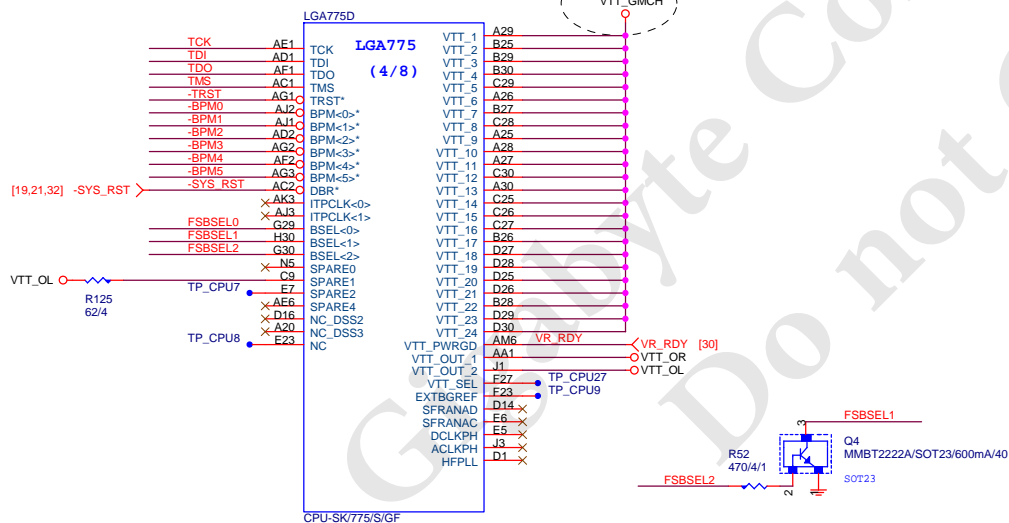 VTT_GMCH
LGA775D
LGA775
(4/8)
TCK AE1 TCK VTT_1 A29
TDI AD1 TDI VTT_2 B25
TDO AF1 TDO VTT_3 B29
TMS AC1 TMS VTT_4 B30
-TRST AG1 TRST* VTT_5 C29
-BPM0 AJ2 BPM<0>* VTT_6 A26
-BPM1 AJ1 BPM<1>* VTT_7 B27
-BPM2 AD2 BPM<2>* VTT_8 C28
-BPM3 AG2 BPM<3>* VTT_9 A25
-BPM4 AF2 BPM<4>* VTT_10 A28
-BPM5 AG3 BPM<5>* VTT_11 A27
[19,21,32] -SYS_RST -SYS_RST AC2 DBR* VTT_12 C30
AK3 ITPCLK<0> VTT_13 A30
AJ3 ITPCLK<1> VTT_14 C25
FSBSEL0 G29 BSEL<0> VTT_15 C26
FSBSEL1 H30 BSEL<1> VTT_16 C27
FSBSEL2 G30 BSEL<2> VTT_17 B26
N5 SPARE0 VTT_18 D27
VTT_OL C9 SPARE1 VTT_19 D28
R125
62/4
TP_CPU7 E7 SPARE2 VTT_20 D25
AE6 SPARE4 VTT_21 D26
D16 NC_DSS2 VTT_22 B28
A20 NC_DSS3 VTT_23 D29
TP_CPU8 E23 NC VTT_24 D30
VTT_PWRGD AM6 VR_RDY VR_RDY [30]
VTT_OUT_1 AA1 VTT_OR
VTT_OUT_2 J1 VTT_OL
VTT_SEL F27 TP_CPU27
EXTBGREF F23 TP_CPU9
SFRANAD D14
SFRANAC E6
DCLKPH E5
ACLKPH J3
HFPLL D1
CPU-SK/775/S/GF
FSBSEL1
3
Q4
MMBT2222A/SOT23/600mA/40
SOT23
R52
470/4/1
FSBSEL2
2
1
Gigabyte Co
Do not